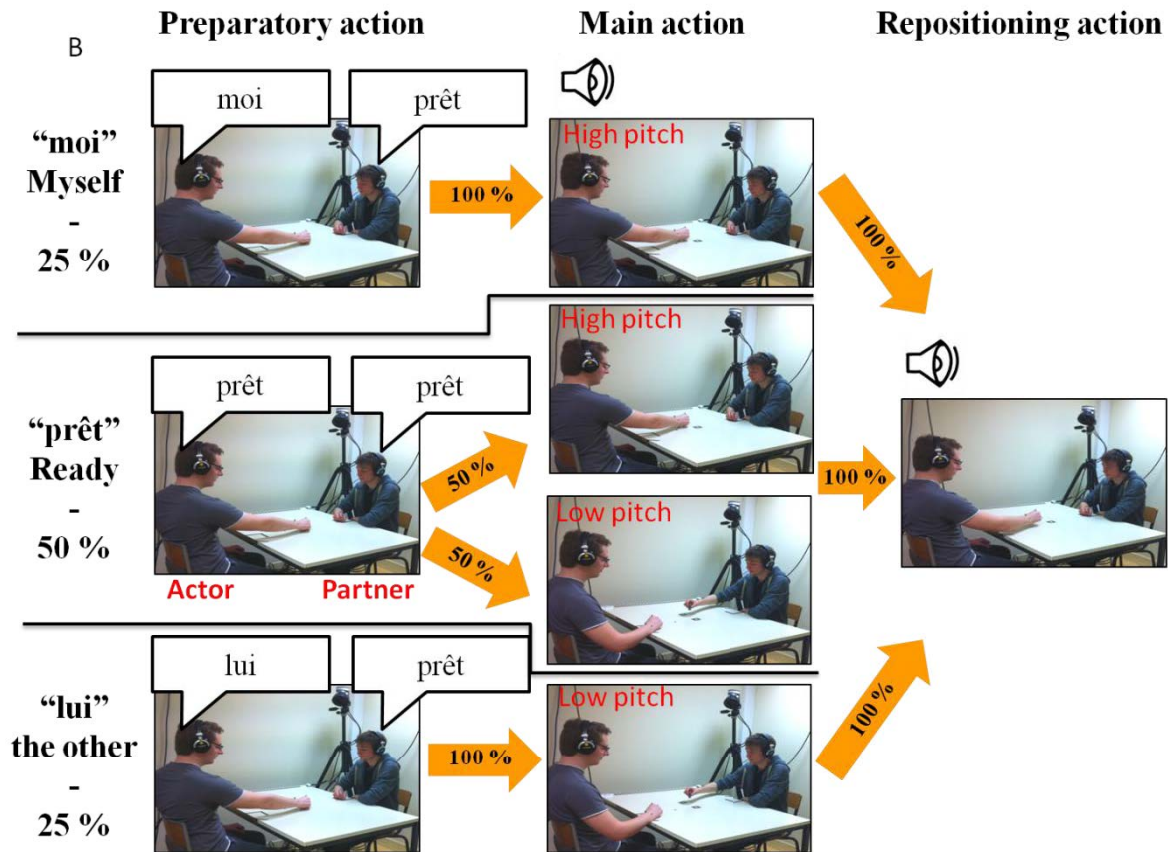 B
Preparatory action
Main action
Repositioning action
“moi”
Myself
-
25 %
moi
prêt
100 %
High pitch
100 %
“prêt”
Ready
-
50 %
prêt
prêt
Actor
Partner
50 %
50 %
High pitch
Low pitch
100 %
“lui”
the other
-
25 %
lui
prêt
100 %
Low pitch
100 %